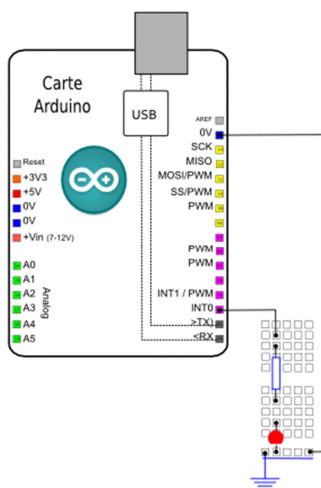 Carte
Arduino
USB
AREF
0V
SCK
MISO
MOSI/PWM
SS/PWM
PWM
PWM
PWM
INT1 / PWM
INT0
>TX)
<RX
Reset
+3V3
+5V
0V
0V
+Vin (7-12V)
A0
A1
A2
A3
A4
A5
Analog